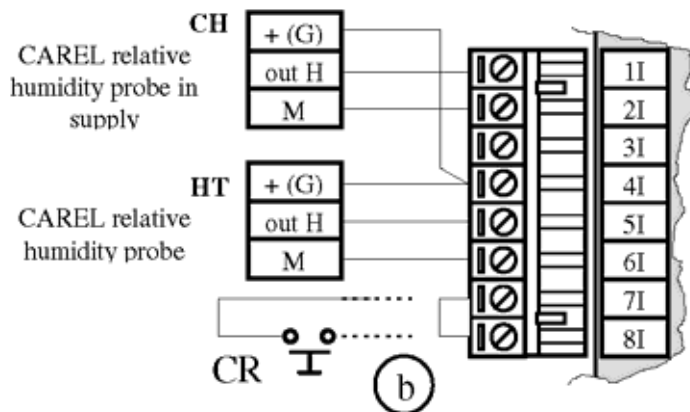 CH
CAREL relative
humidity probe in
supply
+ (G)
out H
M
HT
CAREL relative
humidity probe
+ (G)
out H
M
CR
b
1I
2I
3I
4I
5I
6I
7I
8I